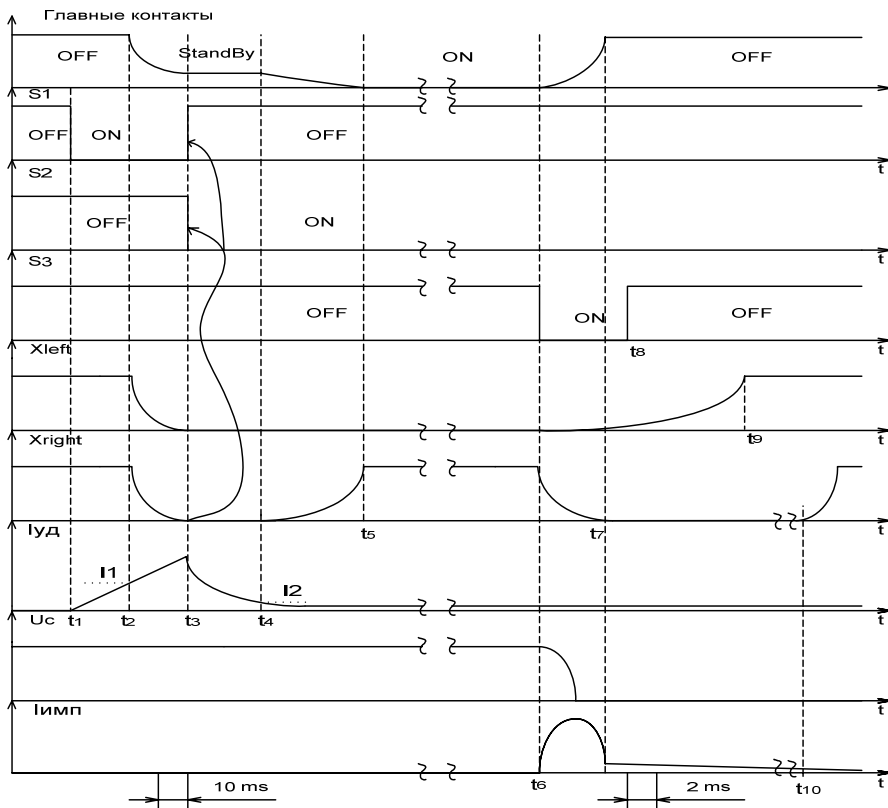 Главные контакты
OFF StandBy ON OFF
S1 t
OFF ON OFF
S2 t
OFF ON
S3 t
OFF ON OFF
Xleft t8 t
Xright t9 t
Iуд t5 t7 t
I1 I2
Uc t1 t2 t3 t4 t
Iимп t
t6 t10 t
10 ms 2 ms